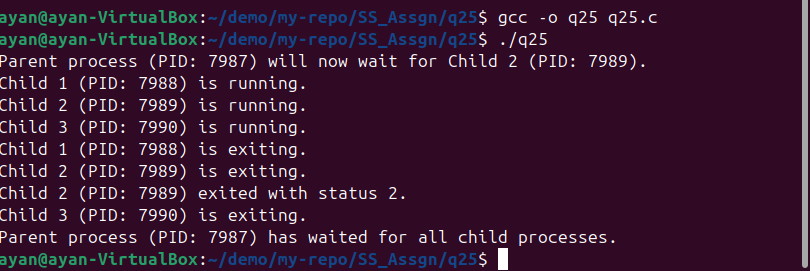 ayan@ayan-VirtualBox:~/demo/my-repo/SS_Assgn/q25$ gcc -o q25 q25.c
ayan@ayan-VirtualBox:~/demo/my-repo/SS_Assgn/q25$ ./q25
Parent process (PID: 7987) will now wait for Child 2 (PID: 7989).
Child 1 (PID: 7988) is running.
Child 2 (PID: 7989) is running.
Child 3 (PID: 7990) is running.
Child 1 (PID: 7988) is exiting.
Child 2 (PID: 7989) is exiting.
Child 2 (PID: 7989) exited with status 2.
Child 3 (PID: 7990) is exiting.
Parent process (PID: 7987) has waited for all child processes.
ayan@ayan-VirtualBox:~/demo/my-repo/SS_Assgn/q25$